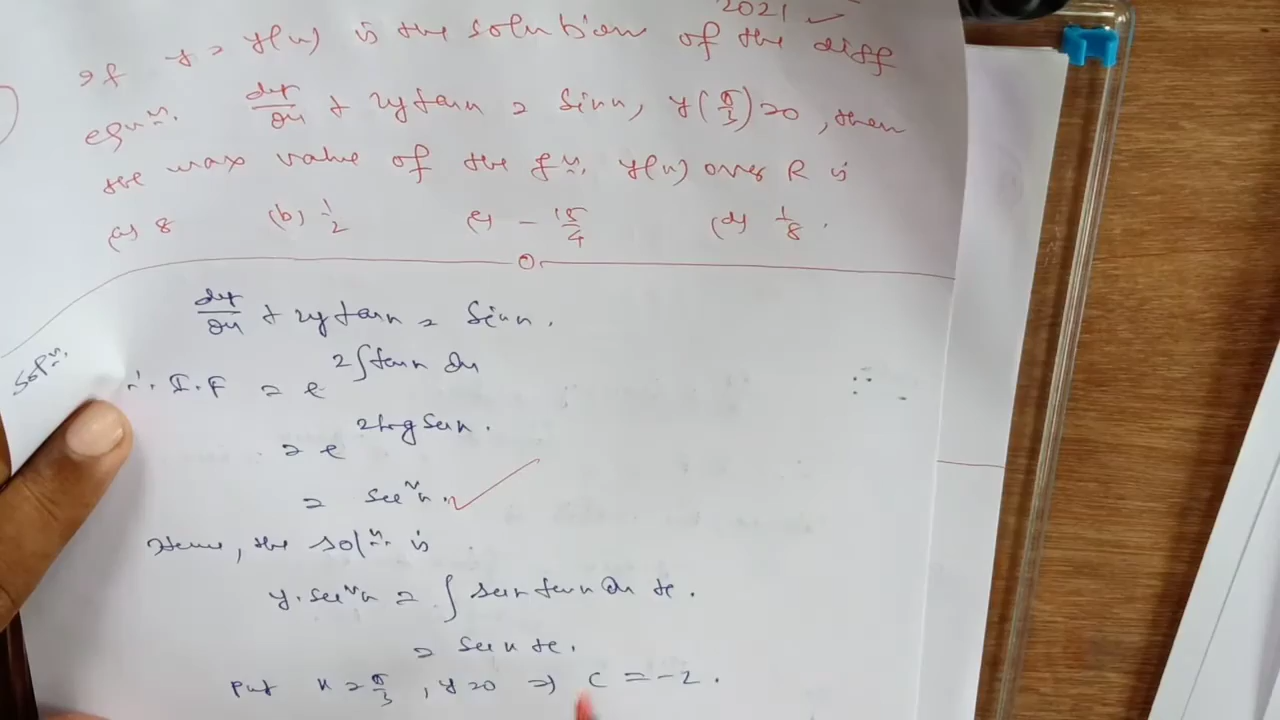 2021 ✓
If y = y(x) is the solution of the diff
equn. dy/dx + 2y tan x = Sin x, y(π/3) = 0, then
the max value of the fn. y(x) over R is
(a) 8 (b) 1/2 (c) - 15/4 (d) 1/8.
Soln.
dy/dx + 2y tan x = Sin x.
∴ I.F = e^{2∫tan x dx}
= e^{2 log Sec x}.
= Sec²x. ✓
Hence, the soln. is
y. sec²x = ∫ sec x tan x dx + c.
= Sec x + c.
Put x = π/3, y = 0 ⇒ c = -2.